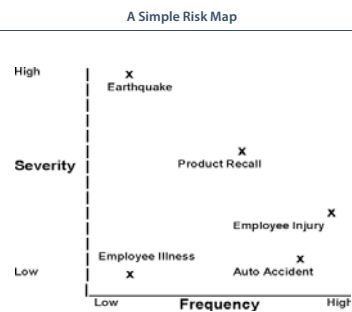 A Simple Risk Map
High
x
Earthquake
x
Severity
Product Recall
x
Employee Injury
Employee Illness
x
Low
x
Auto Accident
Low
Frequency
High